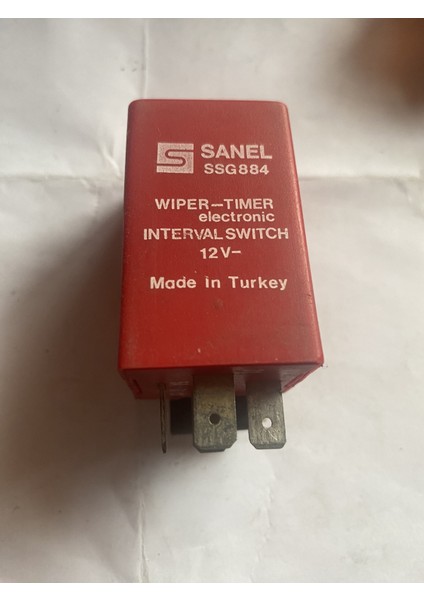 SANEL
SSG884
WIPER-TIMER
electronic
INTERVAL SWITCH
12V-
Made in Turkey